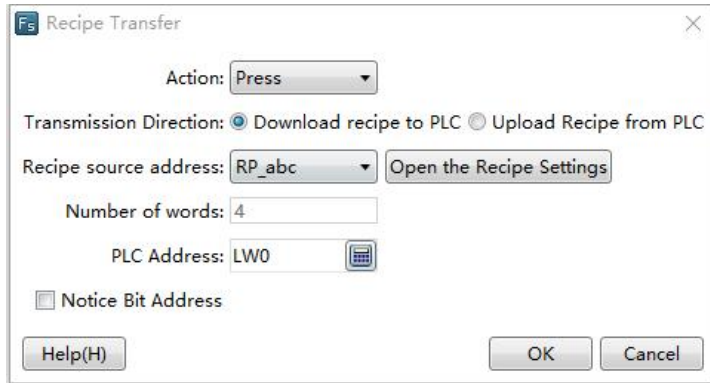 Fs Recipe Transfer
Action: Press
Transmission Direction: Download recipe to PLC Upload Recipe from PLC
Recipe source address: RP_abc Open the Recipe Settings
Number of words: 4
PLC Address: LW0
Notice Bit Address
Help(H) OK Cancel